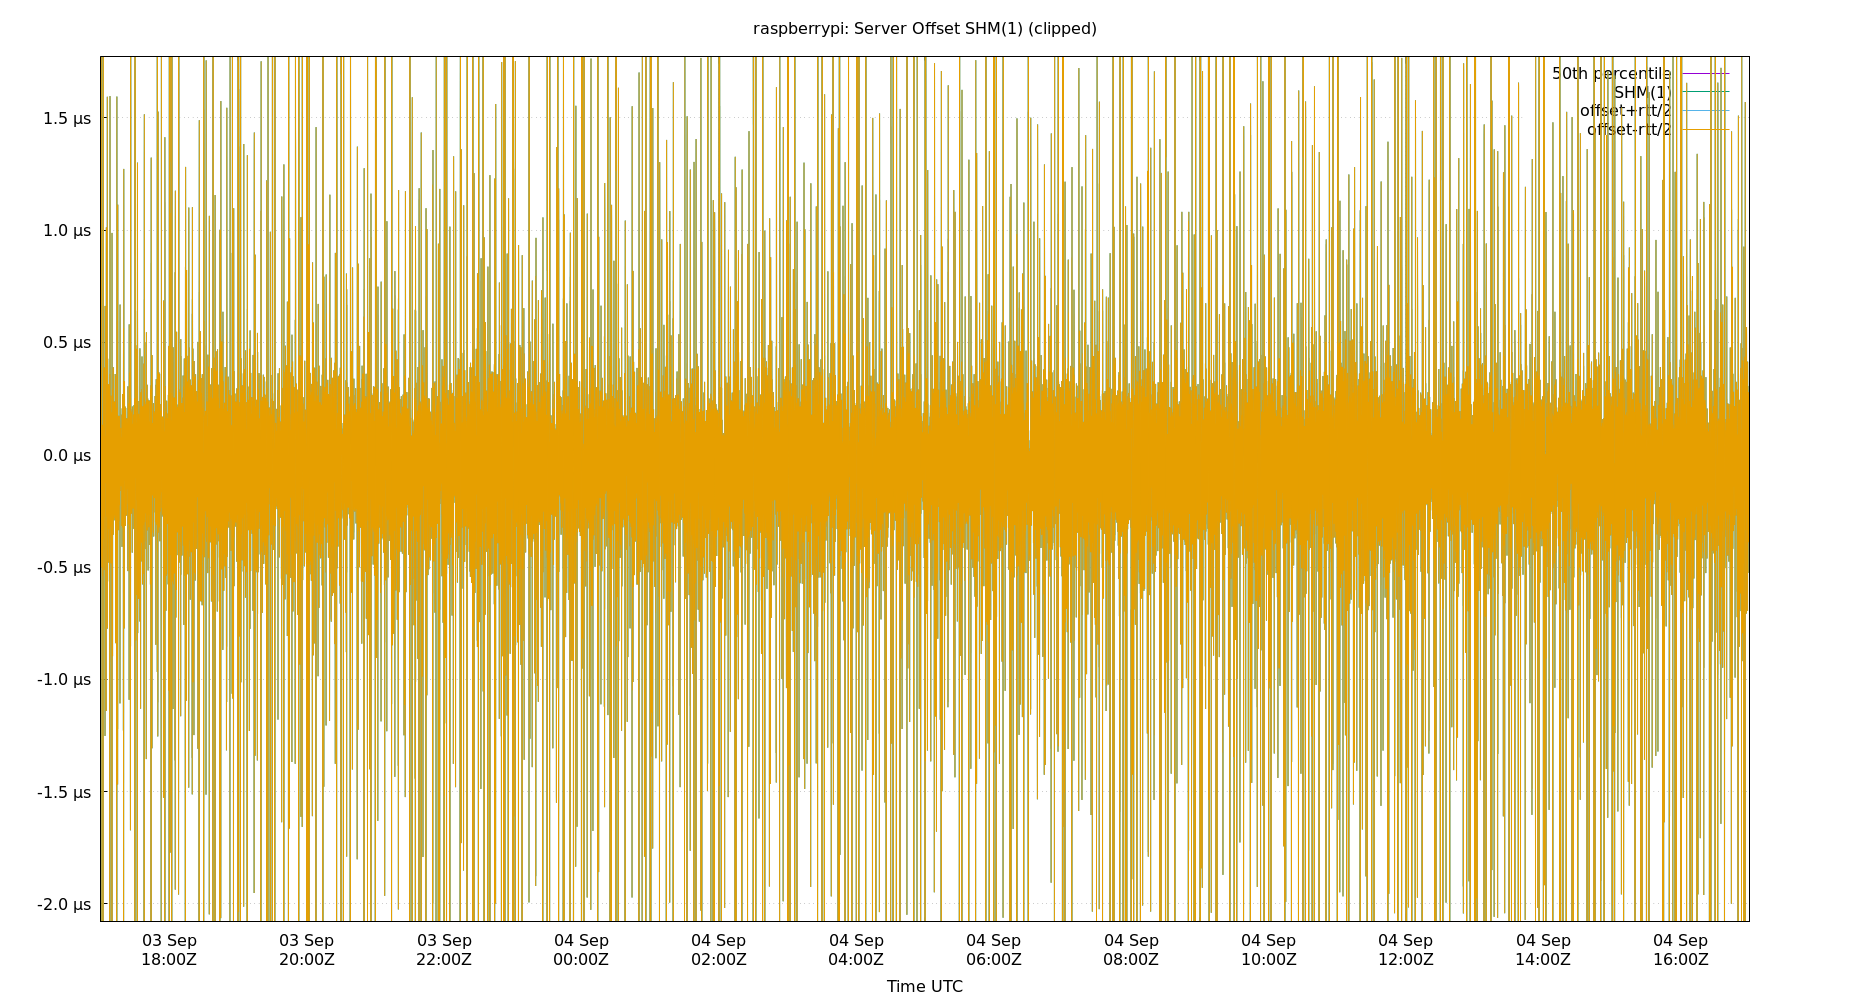 raspberrypi: Server Offset SHM(1) (clipped)
50th percentile
SHM(1)
offset+rtt/2
offset-rtt/2
1.5 µs
1.0 µs
0.5 µs
0.0 µs
-0.5 µs
-1.0 µs
-1.5 µs
-2.0 µs
03 Sep 03 Sep 03 Sep 04 Sep 04 Sep 04 Sep 04 Sep 04 Sep 04 Sep 04 Sep 04 Sep 04 Sep
18:00Z 20:00Z 22:00Z 00:00Z 02:00Z 04:00Z 06:00Z 08:00Z 10:00Z 12:00Z 14:00Z 16:00Z
Time UTC